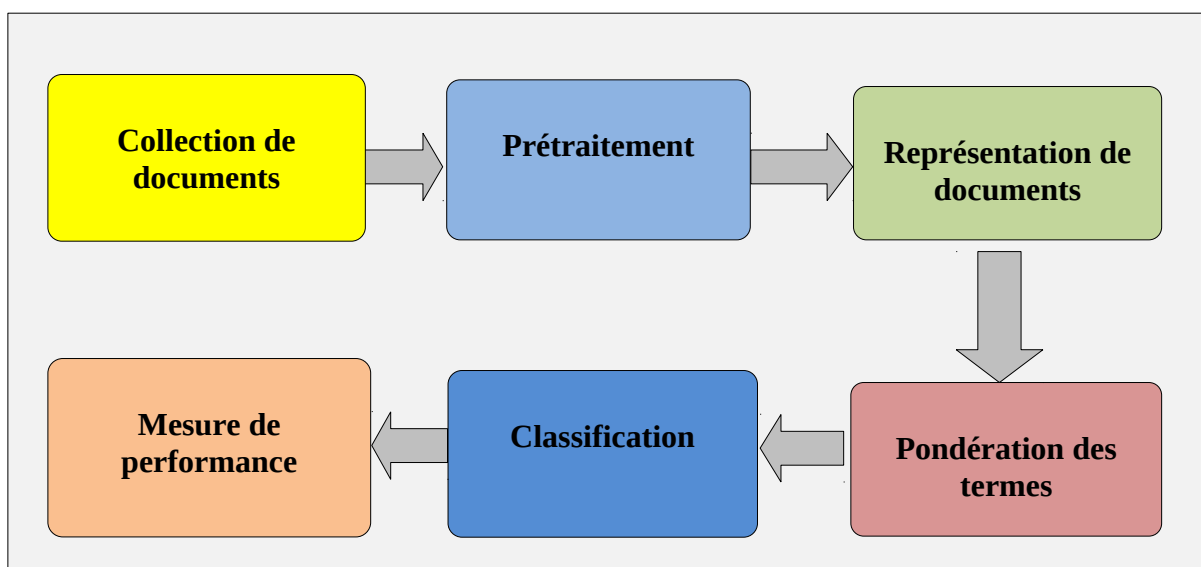 Collection de
documents
Prétraitement
Représentation de
documents
Pondération des
termes
Classification
Mesure de
performance